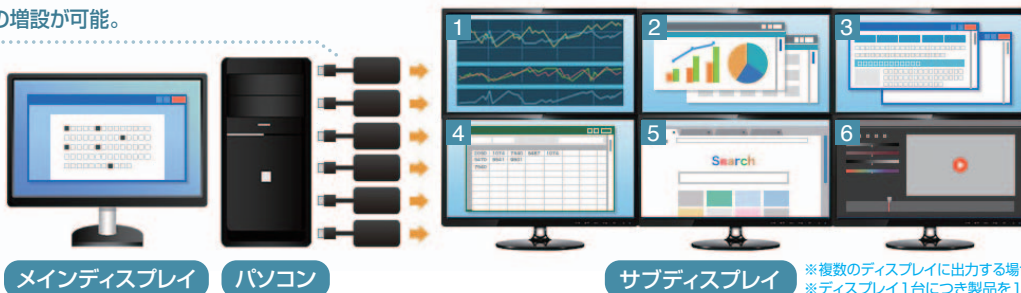 の増設が可能。
1
2
3
4
5
Search
6
メインディスプレイ
パソコン
サブディスプレイ
※複数のディスプレイに出力する場
※ディスプレイ1台につき製品を1